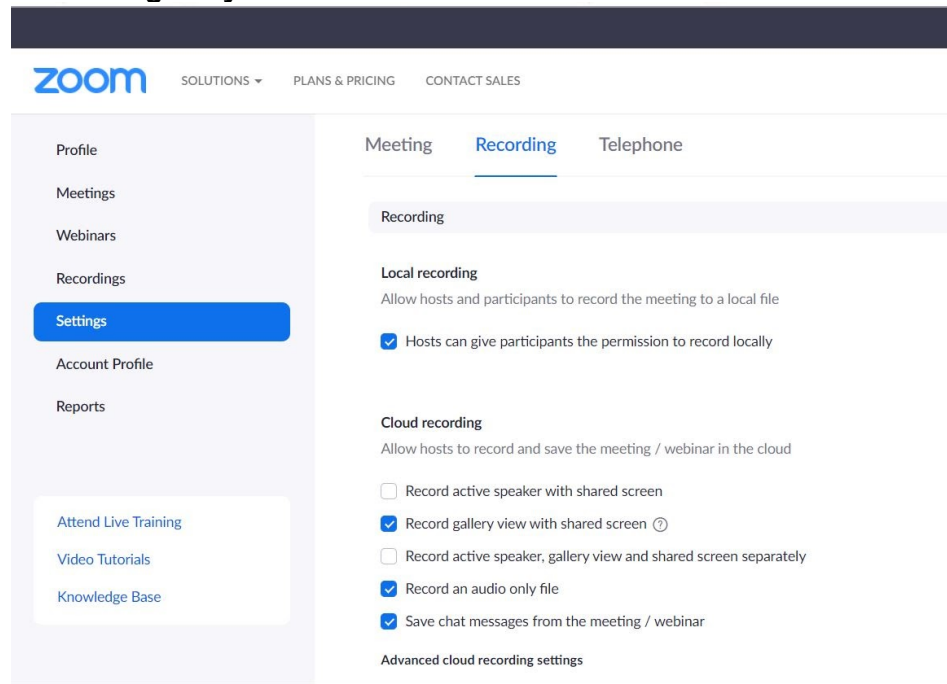 zoom SOLUTIONS PLANS & PRICING CONTACT SALES
Profile
Meetings
Webinars
Recordings
Settings
Account Profile
Reports
Attend Live Training
Video Tutorials
Knowledge Base
Meeting Recording Telephone
Recording
Local recording
Allow hosts and participants to record the meeting to a local file
Hosts can give participants the permission to record locally
Cloud recording
Allow hosts to record and save the meeting / webinar in the cloud
Record active speaker with shared screen
Record gallery view with shared screen ?
Record active speaker, gallery view and shared screen separately
Record an audio only file
Save chat messages from the meeting / webinar
Advanced cloud recording settings